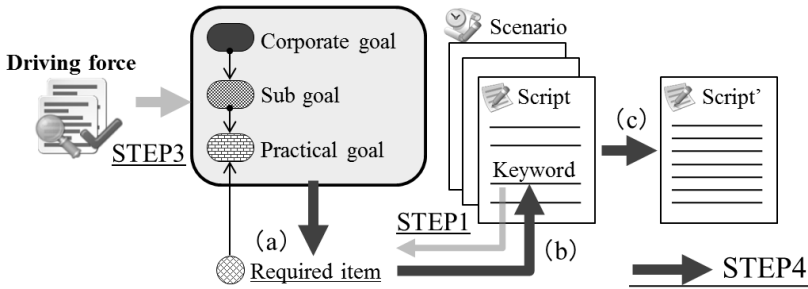 Driving force
STEP3
Corporate goal
Sub goal
Practical goal
(a)
Required item
STEP1
Scenario
Script
Keyword
(b)
(c)
Script’
STEP4